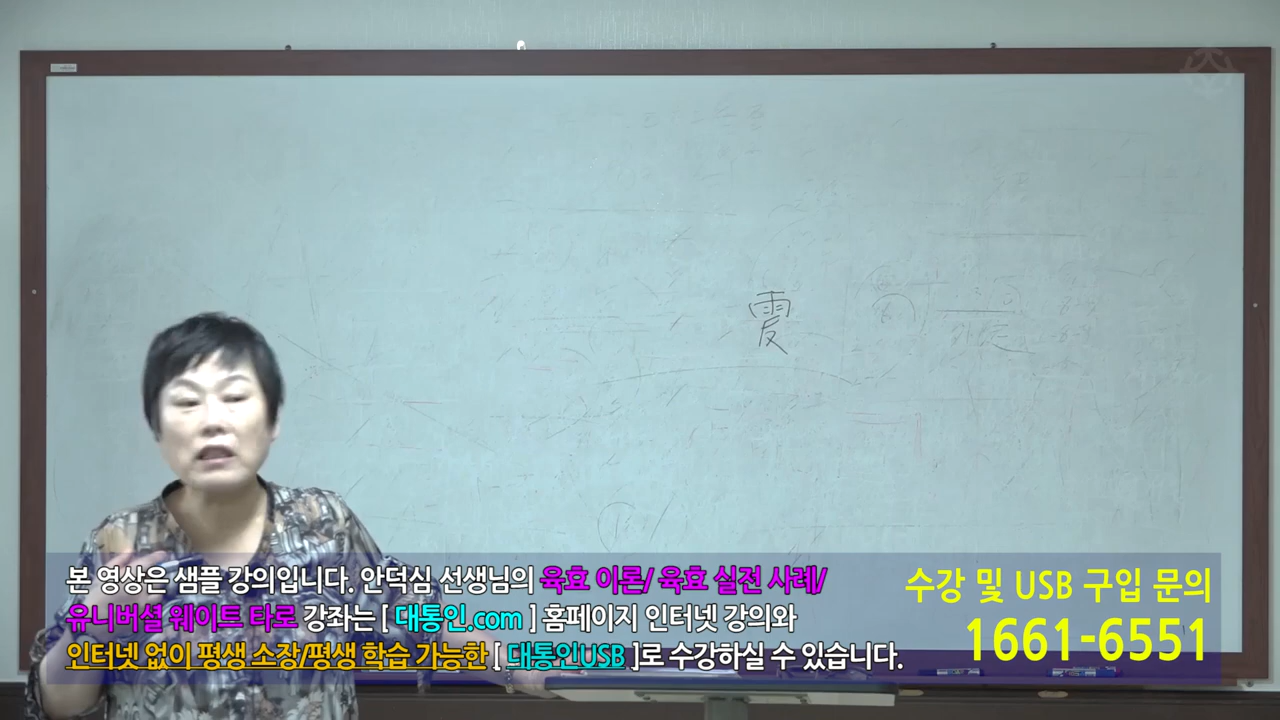 본 영상은 샘플 강의입니다. 안덕심 선생님의 육효 이론/ 육효 실전 사례/
유니버셜 웨이트 타로 강좌는 [ 대통인.com ] 홈페이지 인터넷 강의와
인터넷 없이 평생 소장/평생 학습 가능한 [ 대통인USB ]로 수강하실 수 있습니다.
수강 및 USB 구입 문의
1661-6551